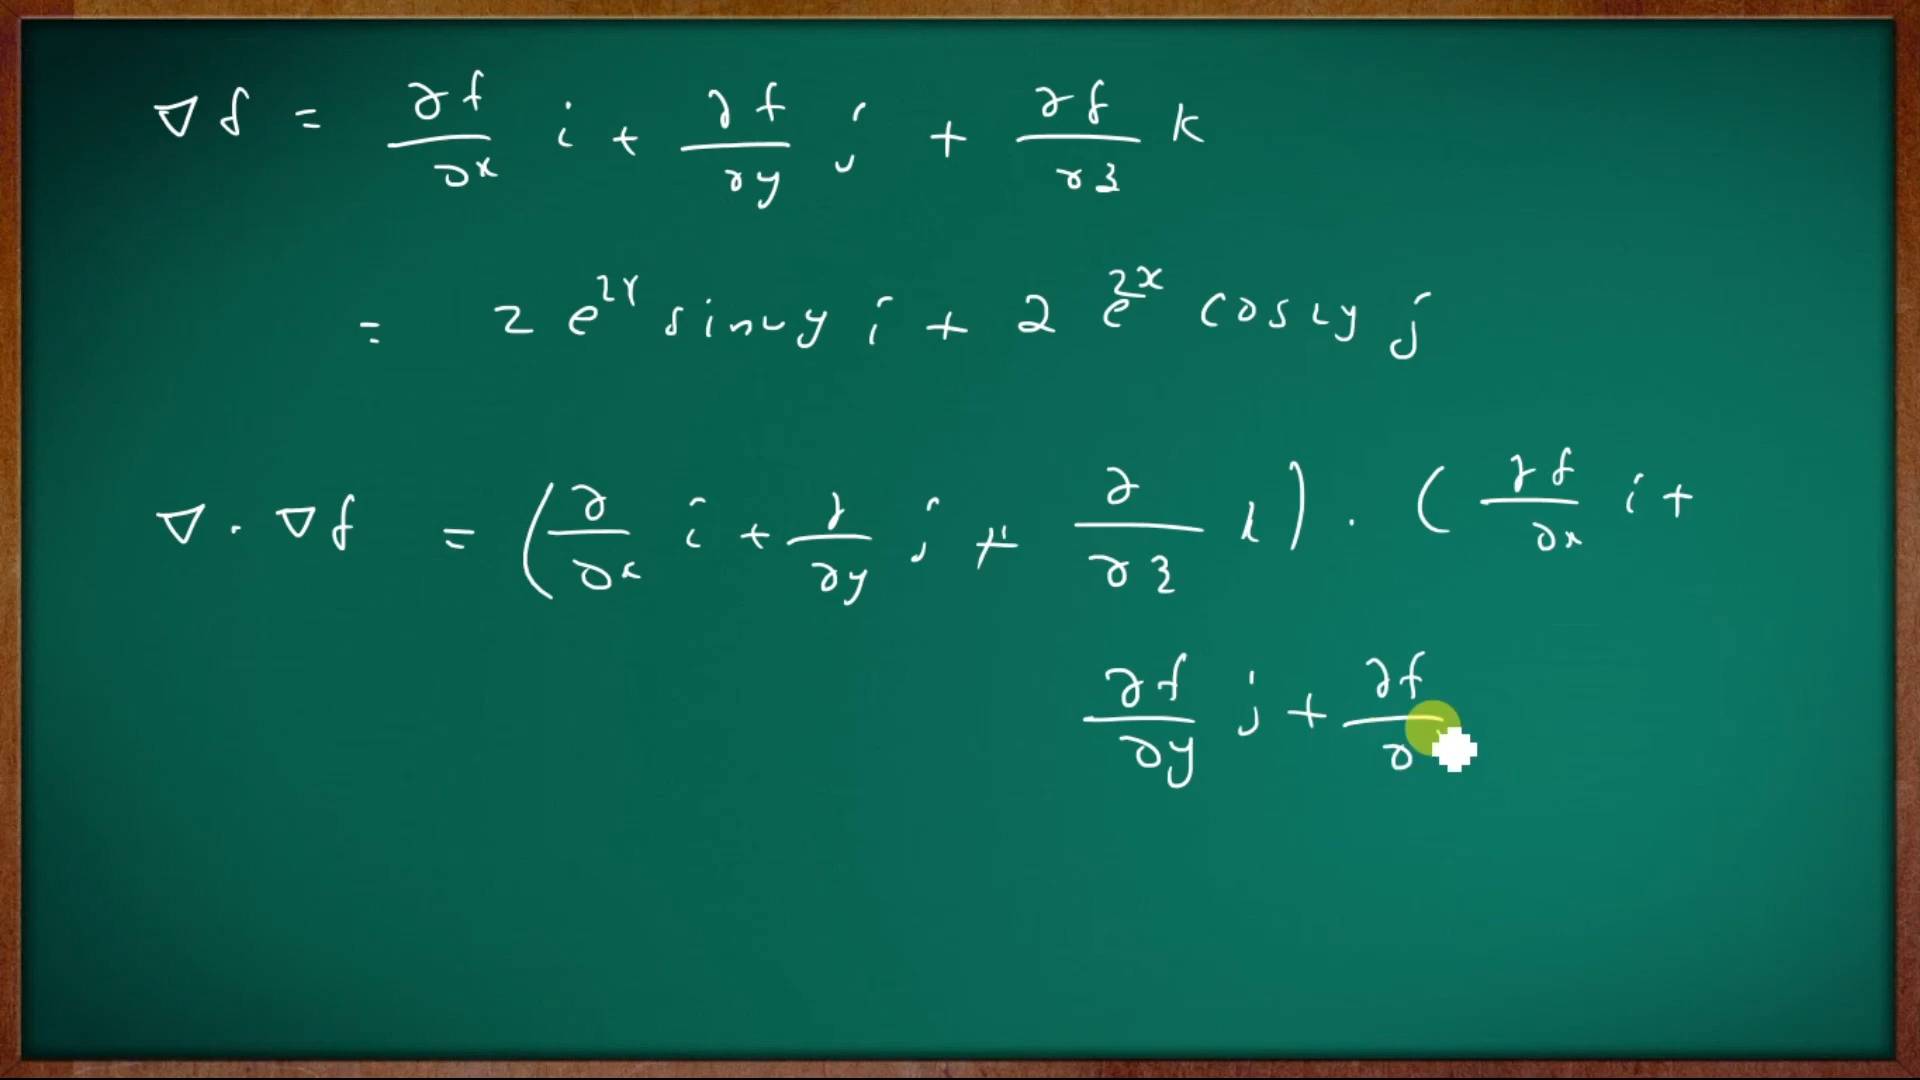 ∇f = ∂f/∂x i + ∂f/∂y j + ∂f/∂z k
= 2 e^2x sin2y i + 2 e^2x cos2y j
∇ . ∇f = (∂/∂x i + ∂/∂y j + ∂/∂z k) . (∂f/∂x i +
∂f/∂y j + ∂f/∂